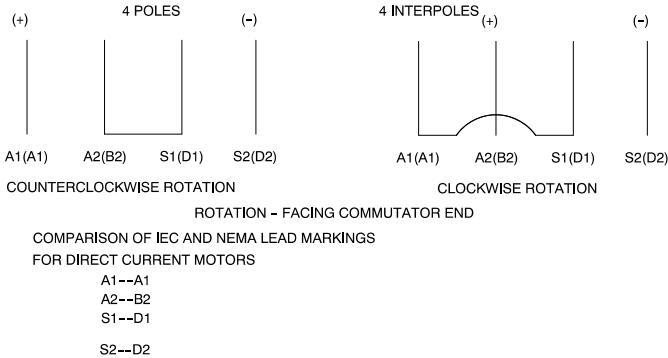 4 POLES 4 INTERPOLES
(+) (-) (+) (-)
A1(A1) A2(B2) S1(D1) S2(D2) A1(A1) A2(B2) S1(D1) S2(D2)
COUNTERCLOCKWISE ROTATION CLOCKWISE ROTATION
ROTATION - FACING COMMUTATOR END
COMPARISON OF IEC AND NEMA LEAD MARKINGS
FOR DIRECT CURRENT MOTORS
A1--A1
A2--B2
S1--D1
S2--D2